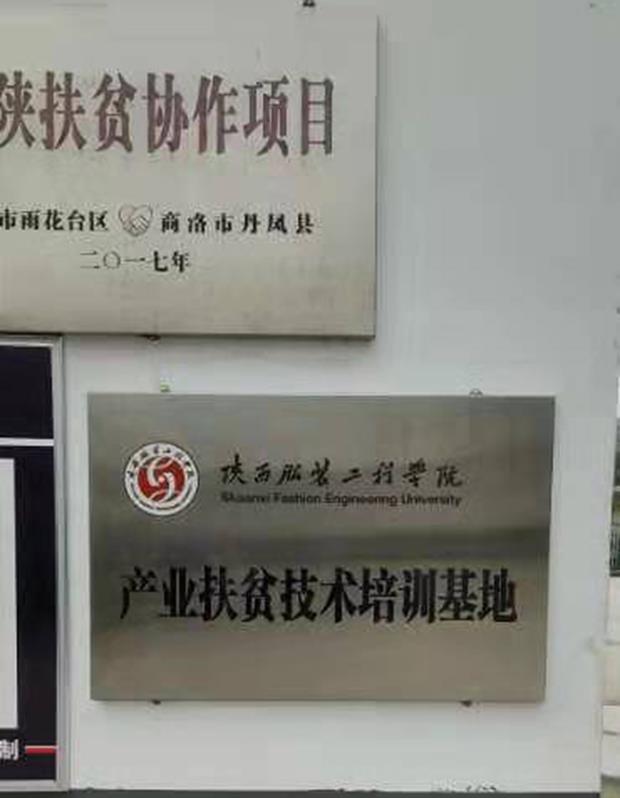 陕扶贫协作项目
市雨花台区 商洛市丹凤县
二〇一七年
陕西服装工程学院
Shaanxi Fashion Engineering University
产业扶贫技术培训基地
制